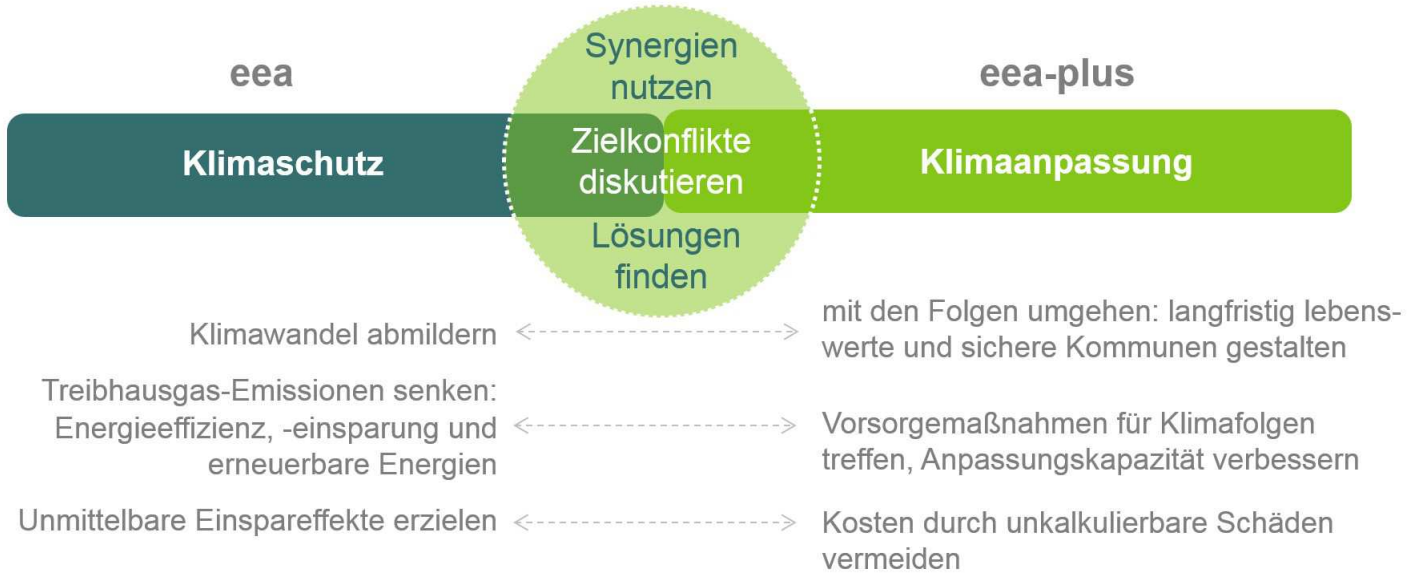 eea
Synergien
nutzen
eea-plus
Klimaschutz
Zielkonflikte
diskutieren
Klimaanpassung
Lösungen
finden
Klimawandel abmildern
mit den Folgen umgehen: langfristig lebens-
werte und sichere Kommunen gestalten
Treibhausgas-Emissionen senken:
Energieeffizienz, -einsparung und
erneuerbare Energien
Vorsorgemaßnahmen für Klimafolgen
treffen, Anpassungskapazität verbessern
Unmittelbare Einspareffekte erzielen
Kosten durch unkalkulierbare Schäden
vermeiden